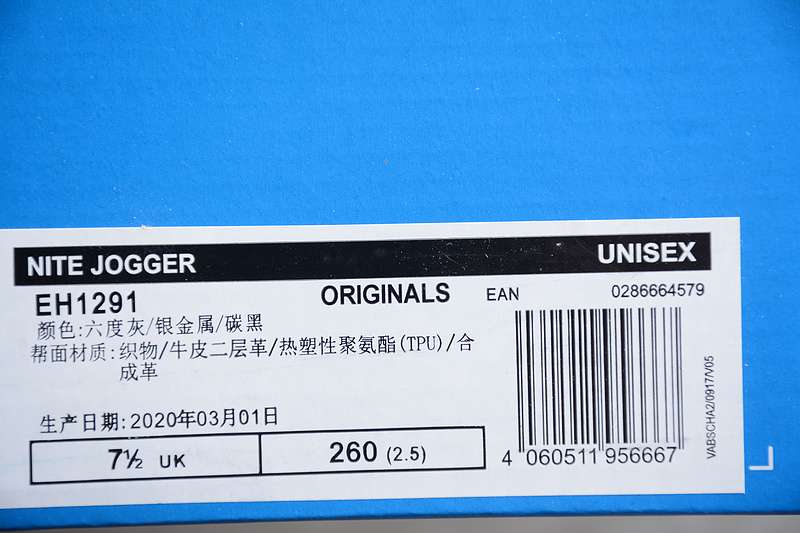 NITE JOGGER UNISEX
EH1291 ORIGINALS EAN 0286664579
颜色:六度灰/银金属/碳黑
帮面材质:织物/牛皮二层革/热塑性聚氨酯(TPU)/合
成革
生产日期:2020年03月01日
7½ UK 260 (2.5)
4 060511 956667
VABSCHA2/0917/V05